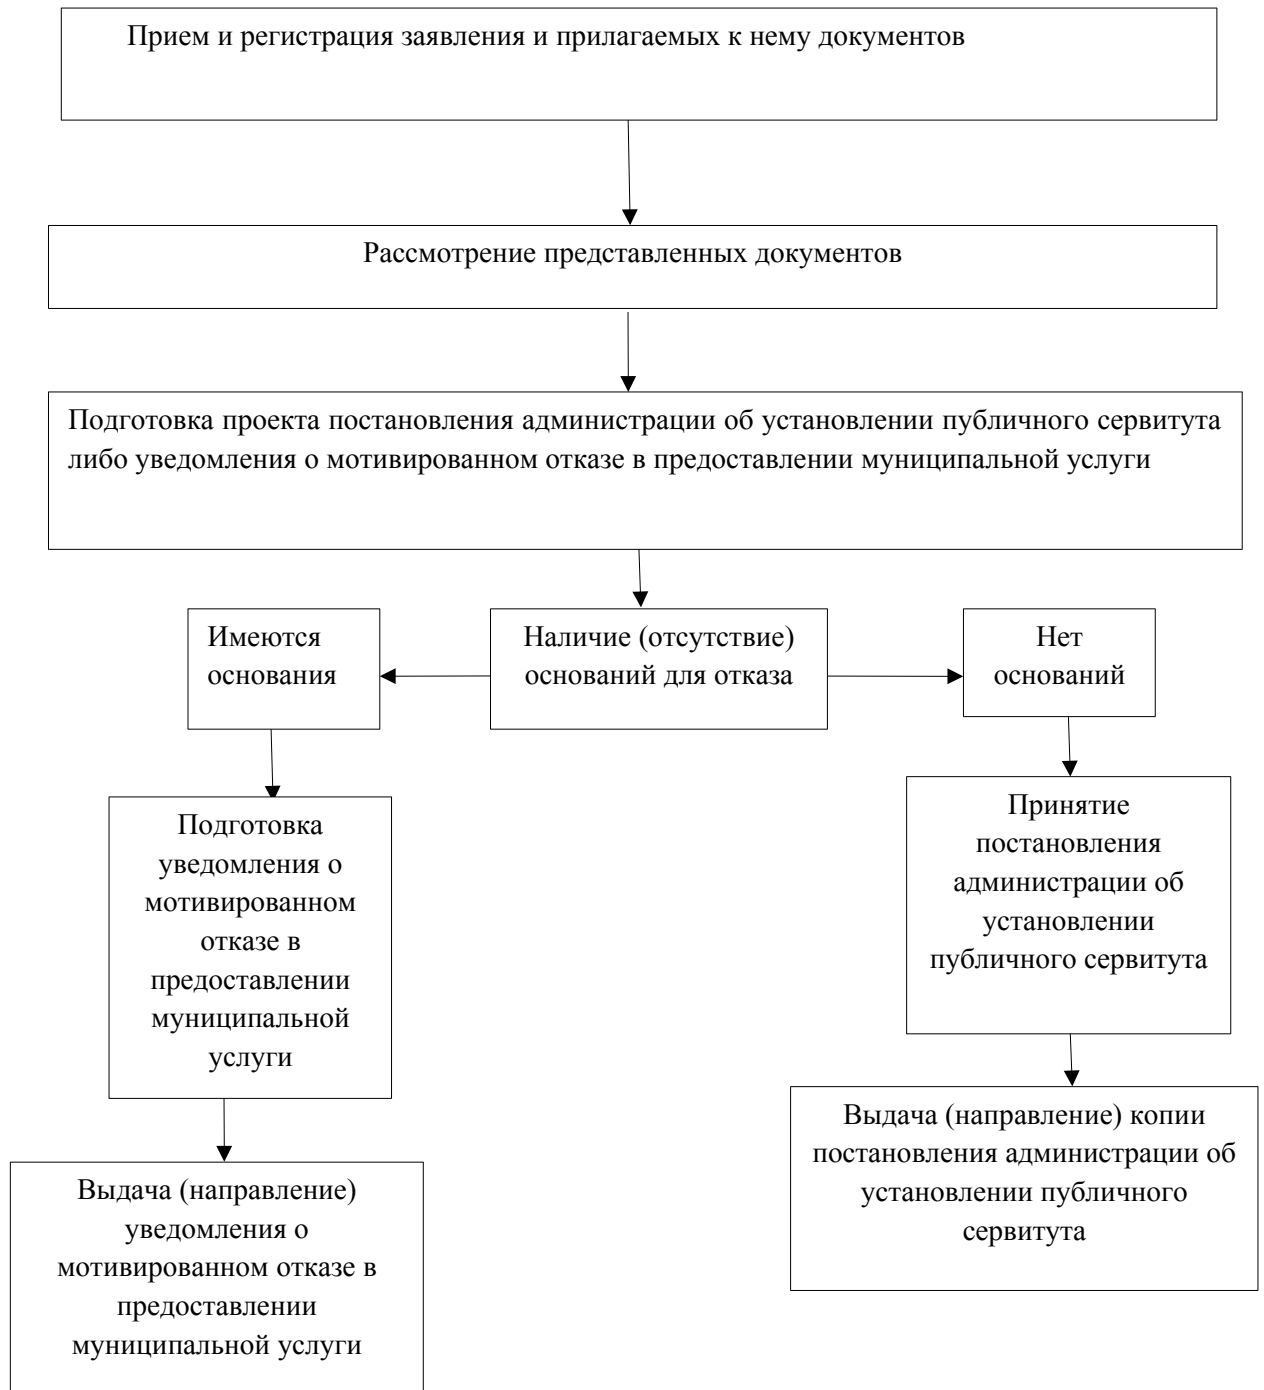 Прием и регистрация заявления и прилагаемых к нему документов
Рассмотрение представленных документов
Подготовка проекта постановления администрации об установлении публичного сервитута
либо уведомления о мотивированном отказе в предоставлении муниципальной услуги
Имеются
основания
Наличие (отсутствие)
оснований для отказа
Нет
оснований
Подготовка
уведомления о
мотивированном
отказе в
предоставлении
муниципальной
услуги
Принятие
постановления
администрации об
установлении
публичного сервитута
Выдача (направление)
уведомления о
мотивированном отказе в
предоставлении
муниципальной услуги
Выдача (направление) копии
постановления администрации об
установлении публичного
сервитута